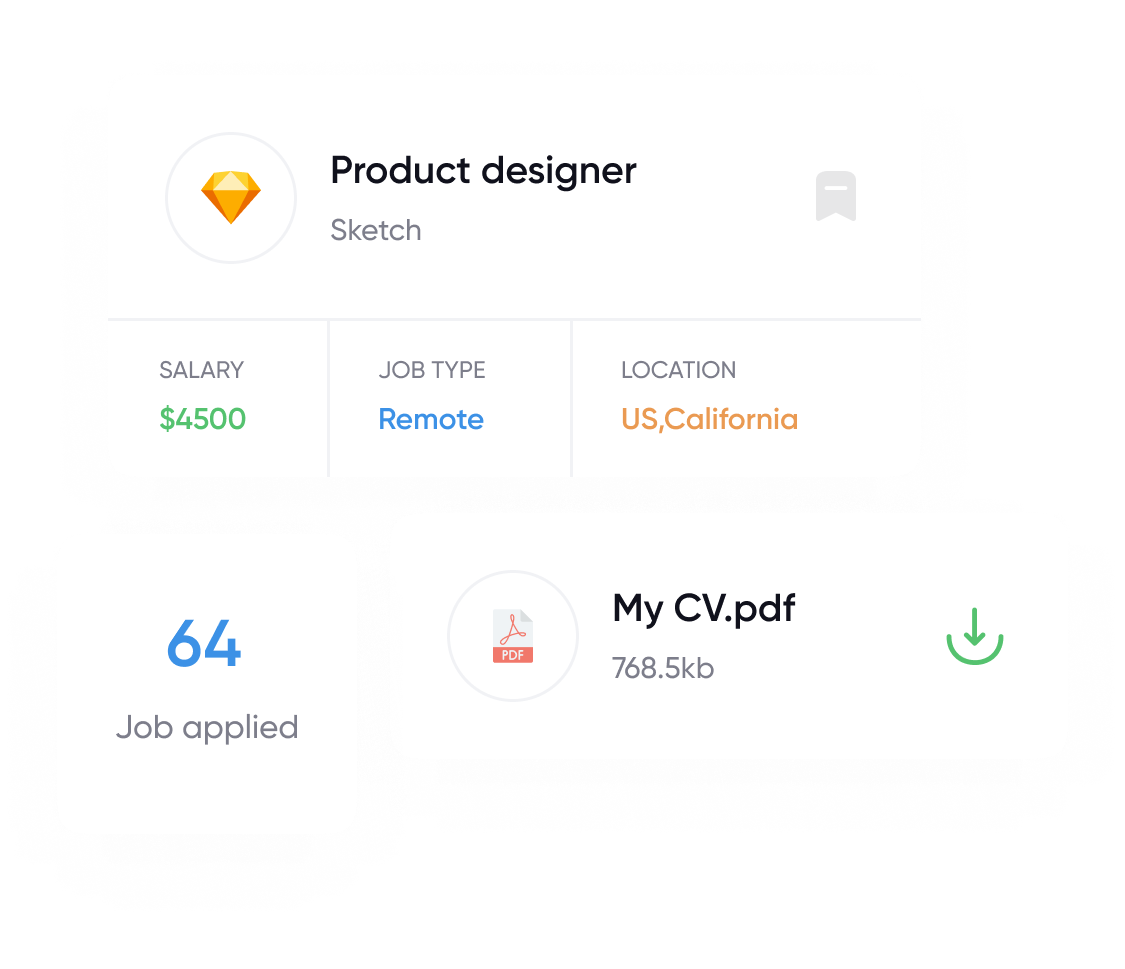 Product designer
Sketch
SALARY
$4500
JOB TYPE
Remote
LOCATION
US,California
64
Job applied
PDF
My CV.pdf
768.5kb